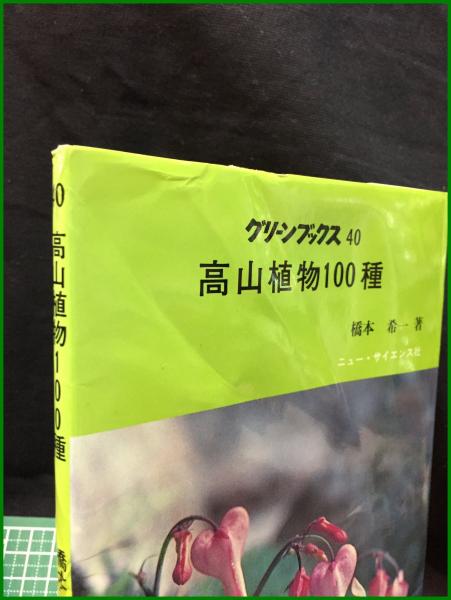 グリーンブックス 40
高山植物100種
橋本 希一 著
ニュー・サイエンス社
40 高山植物100種